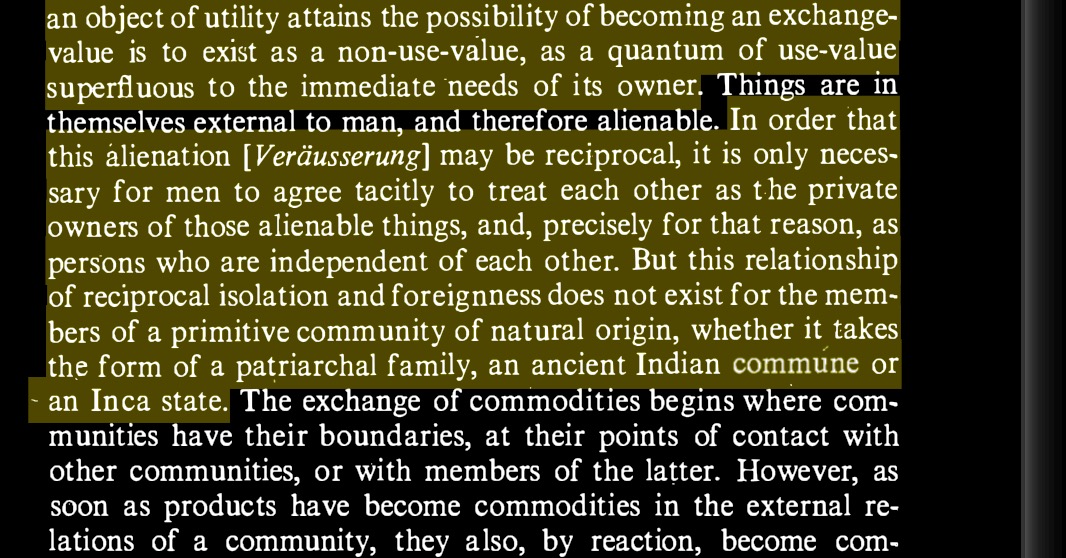 an object of utility attains the possibility of becoming an exchange-
value is to exist as a non-use-value, as a quantum of use-value
superfluous to the immediate needs of its owner. Things are in
themselves external to man, and therefore alienable. In order that
this alienation [Veräusserung] may be reciprocal, it is only neces-
sary for men to agree tacitly to treat each other as the private
owners of those alienable things, and, precisely for that reason, as
persons who are independent of each other. But this relationship
of reciprocal isolation and foreignness does not exist for the mem-
bers of a primitive community of natural origin, whether it takes
the form of a patriarchal family, an ancient Indian commune or
an Inca state. The exchange of commodities begins where com-
munities have their boundaries, at their points of contact with
other communities, or with members of the latter. However, as
soon as products have become commodities in the external re-
lations of a community, they also, by reaction, become com-